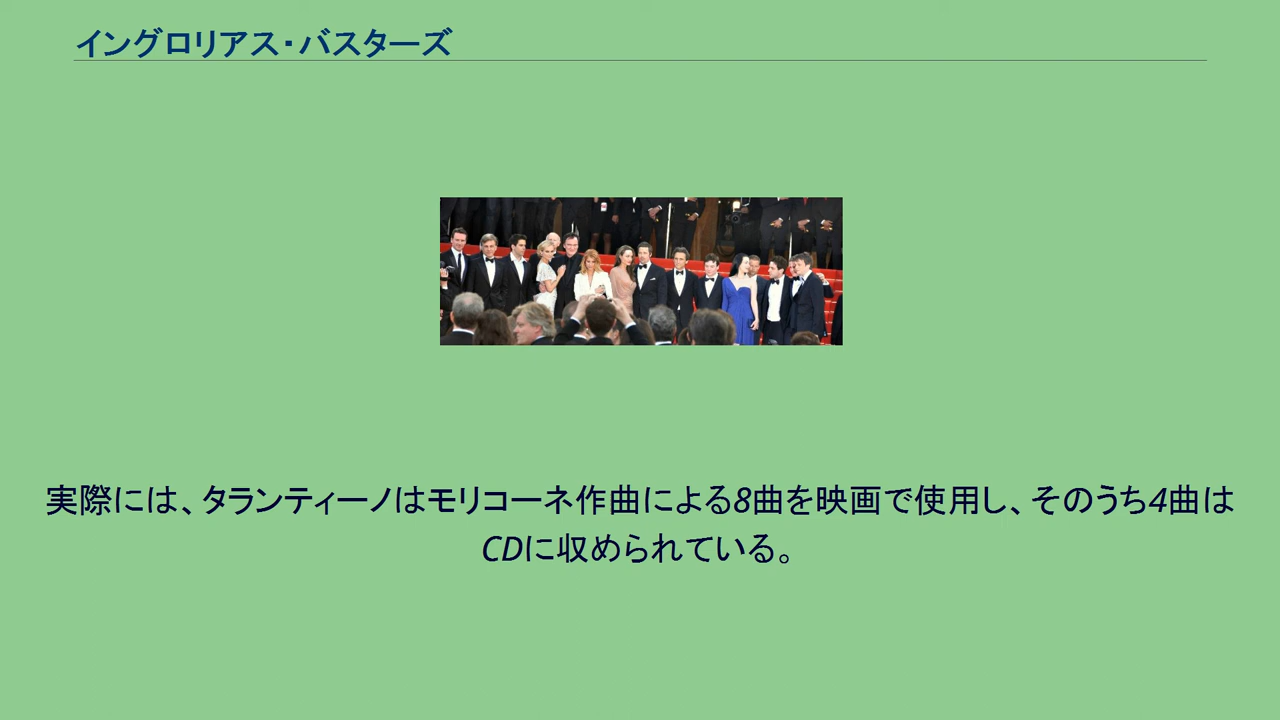 イングロリアス・バスターズ
実際には、タランティーノはモリコーネ作曲による8曲を映画で使用し、そのうち4曲は
CDに収められている。